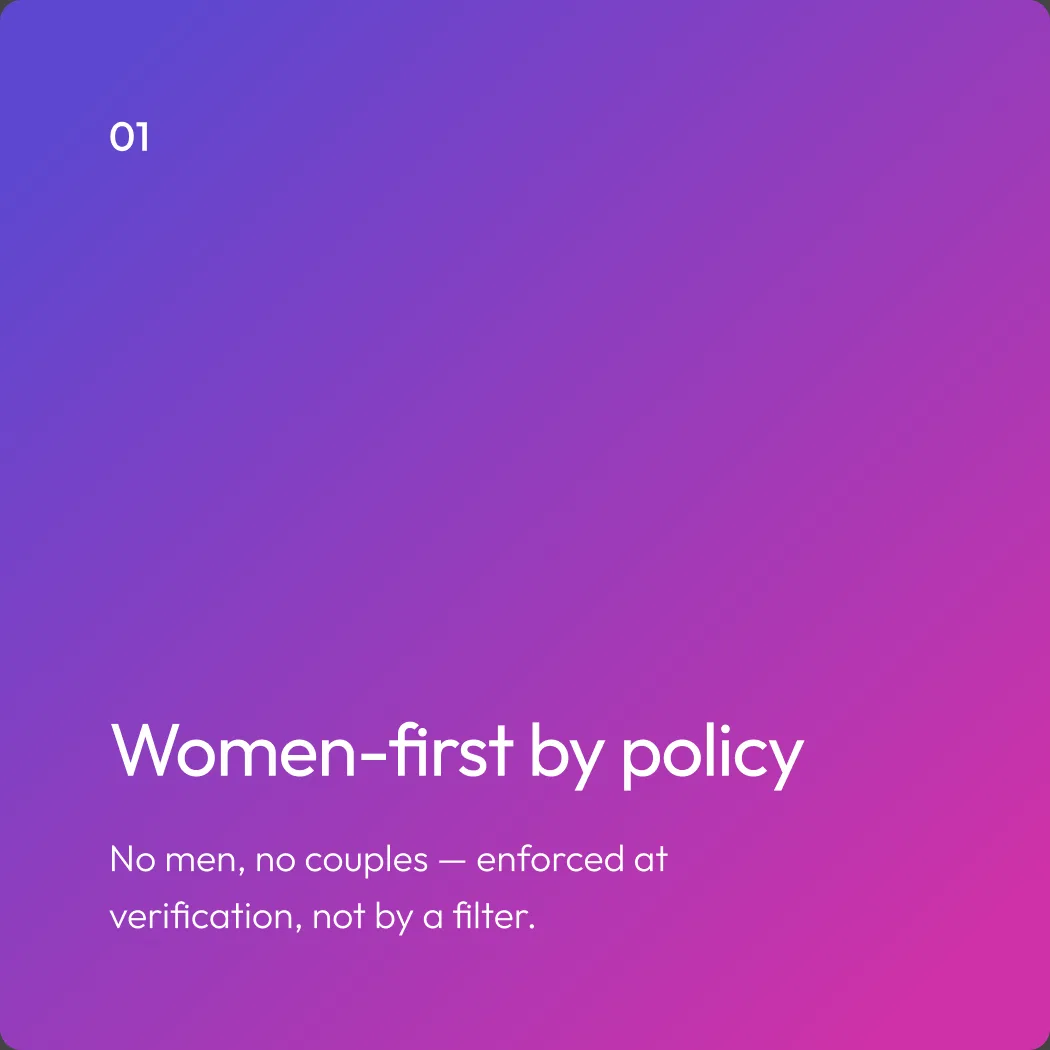 01
Women-first by policy
No men, no couples — enforced at
verification, not by a filter.